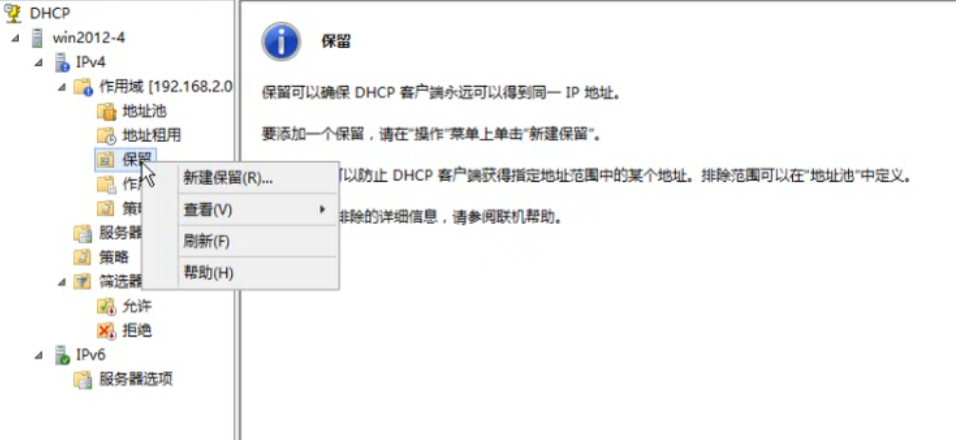 DHCP
win2012-4
IPv4
作用域 [192.168.2.0
地址池
地址租用
保留
作
策
服务器
策略
筛选器
允许
拒绝
IPv6
服务器选项
新建保留(R)...
查看(V)
刷新(F)
帮助(H)
保留
保留可以确保 DHCP 客户端永远可以得到同一 IP 地址。
要添加一个保留，请在"操作"菜单上单击"新建保留"。
可以防止 DHCP 客户端获得指定地址范围中的某个地址。排除范围可以在"地址池"中定义。
排除的详细信息，请参阅联机帮助。